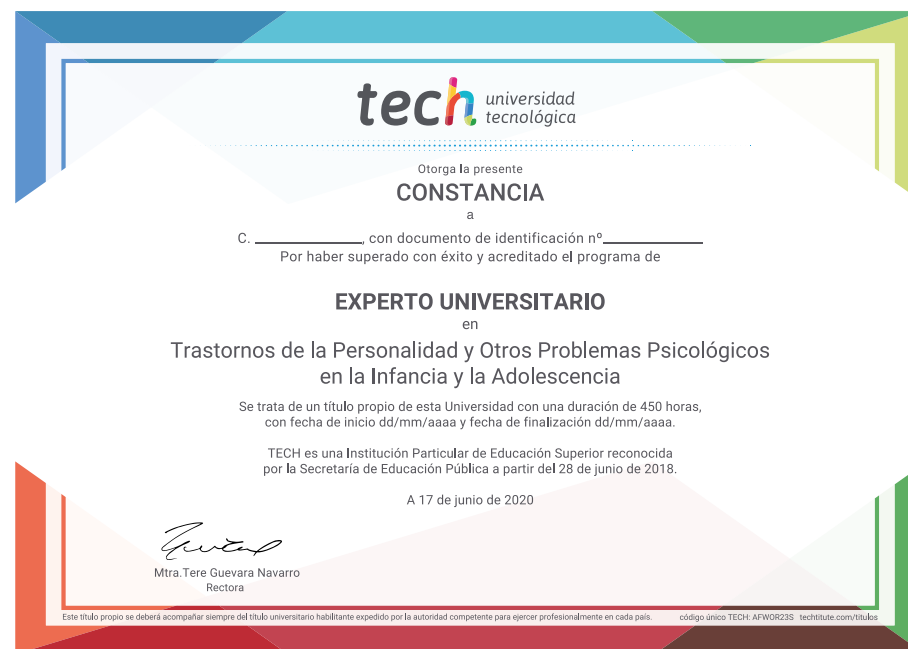 tech universidad
tecnológica
Otorga la presente
CONSTANCIA
a
C. ____________, con documento de identificación nº____________
Por haber superado con éxito y acreditado el programa de
EXPERTO UNIVERSITARIO
en
Trastornos de la Personalidad y Otros Problemas Psicológicos
en la Infancia y la Adolescencia
Se trata de un título propio de esta Universidad con una duración de 450 horas,
con fecha de inicio dd/mm/aaaa y fecha de finalización dd/mm/aaaa.
TECH es una Institución Particular de Educación Superior reconocida
por la Secretaría de Educación Pública a partir del 28 de junio de 2018.
A 17 de junio de 2020
Mtra.Tere Guevara Navarro
Rectora
Este título propio se deberá acompañar siempre del título universitario habilitante expedido por la autoridad competente para ejercer profesionalmente en cada país. código único TECH: AFWOR23S techtitute.com/titulos